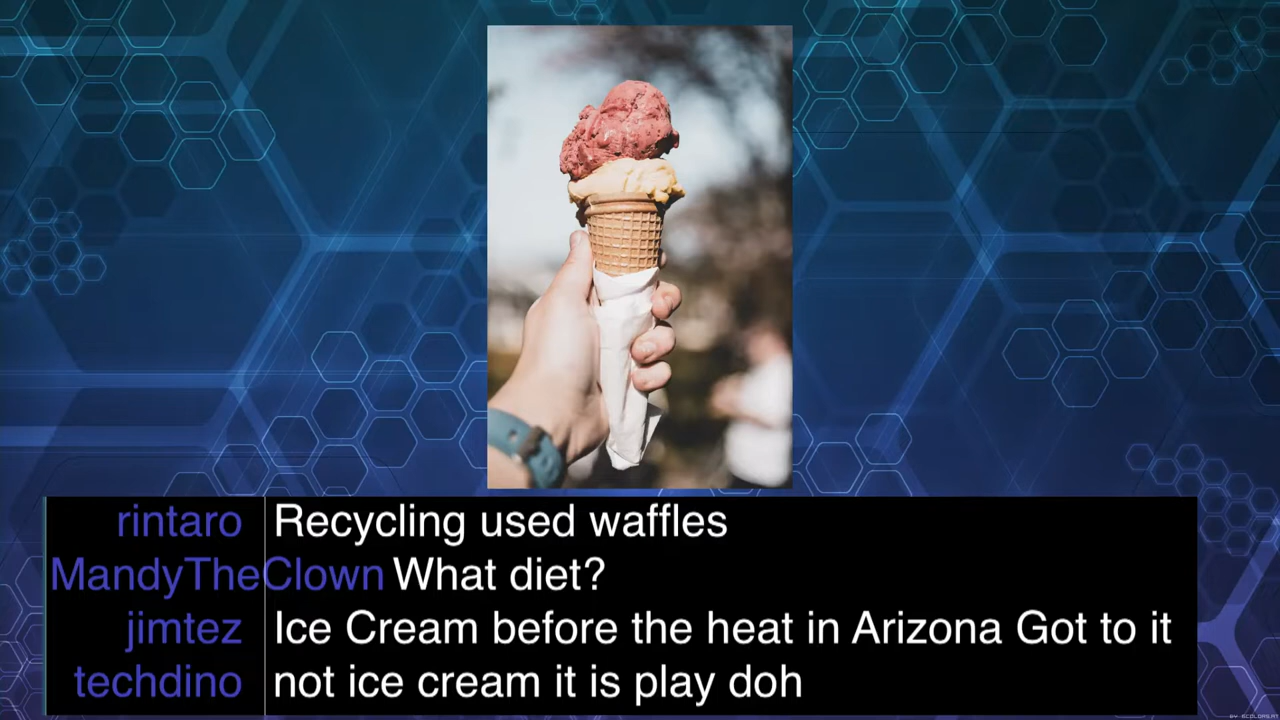 rintaro Recycling used waffles
MandyTheClown What diet?
jimtez Ice Cream before the heat in Arizona Got to it
techdino not ice cream it is play doh